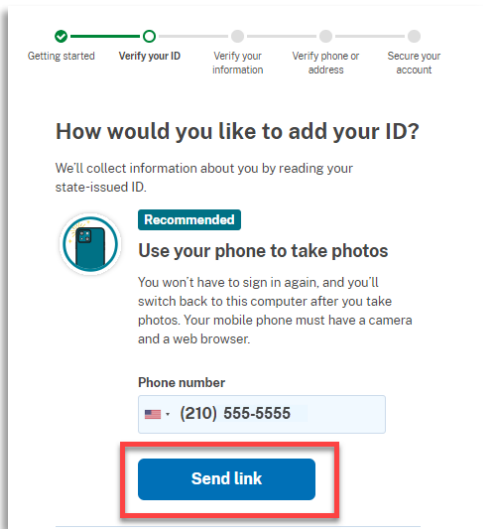 Getting started
Verify your ID
Verify your
information
Verify phone or
address
Secure your
account
How would you like to add your ID?
We'll collect information about you by reading your
state-issued ID.
Recommended
Use your phone to take photos
You won't have to sign in again, and you'll
switch back to this computer after you take
photos. Your mobile phone must have a camera
and a web browser.
Phone number
(210) 555-5555
Send link